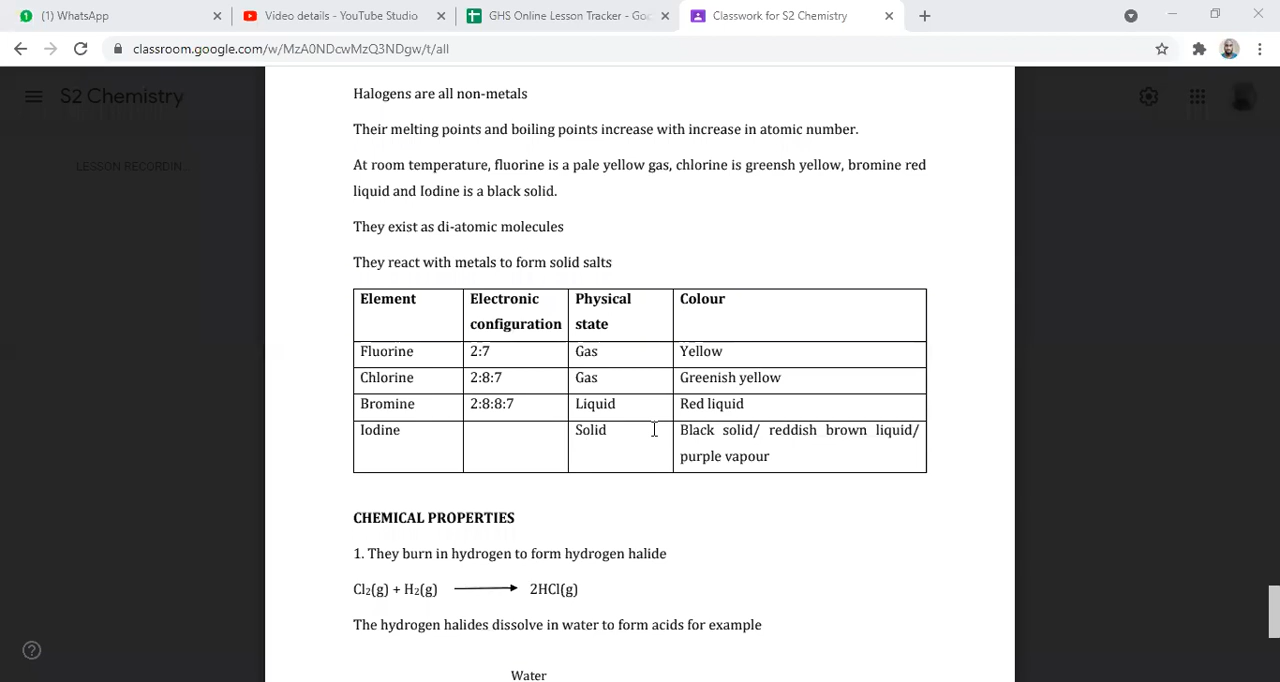 (1) WhatsApp
Video details - YouTube Studio
GHS Online Lesson Tracker - Goo
Classwork for S2 Chemistry
classroom.google.com/w/MzA0NDcwMzQ3NDgw/t/all
S2 Chemistry
LESSON RECORDIN...
Halogens are all non-metals
Their melting points and boiling points increase with increase in atomic number.
At room temperature, fluorine is a pale yellow gas, chlorine is greensh yellow, bromine red
liquid and Iodine is a black solid.
They exist as di-atomic molecules
They react with metals to form solid salts
Element Electronic configuration Physical state Colour
Fluorine 2:7 Gas Yellow
Chlorine 2:8:7 Gas Greenish yellow
Bromine 2:8:8:7 Liquid Red liquid
Iodine Solid Black solid/ reddish brown liquid/
purple vapour
CHEMICAL PROPERTIES
1. They burn in hydrogen to form hydrogen halide
Cl₂(g) + H₂(g) ⟶ 2HCl(g)
The hydrogen halides dissolve in water to form acids for example
Water